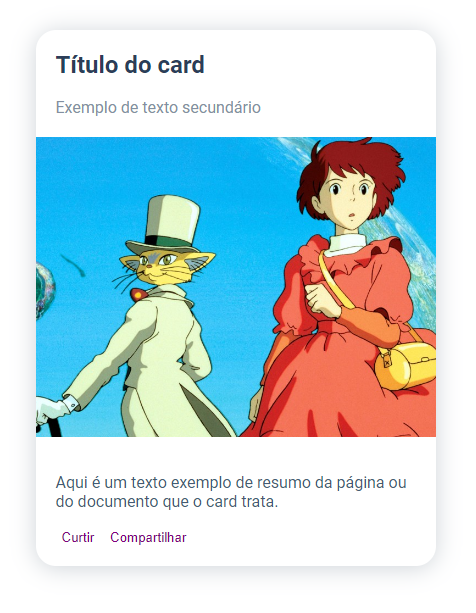 Título do card
Exemplo de texto secundário
Aqui é um texto exemplo de resumo da página ou
do documento que o card trata.
Curtir Compartilhar